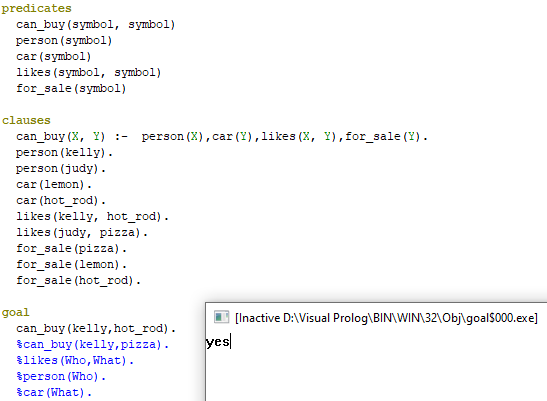 predicates
can_buy(symbol, symbol)
person(symbol)
car(symbol)
likes(symbol, symbol)
for_sale(symbol)
clauses
can_buy(X, Y) :-  person(X),car(Y),likes(X, Y),for_sale(Y).
person(kelly).
person(judy).
car(lemon).
car(hot_rod).
likes(kelly, hot_rod).
likes(judy, pizza).
for_sale(pizza).
for_sale(lemon).
for_sale(hot_rod).
goal
can_buy(kelly,hot_rod).
%can_buy(kelly,pizza).
%likes(Who,What).
%person(Who).
%car(What).
[Inactive D:\Visual Prolog\BIN\WIN\32\Obj\goal$000.exe]
yes